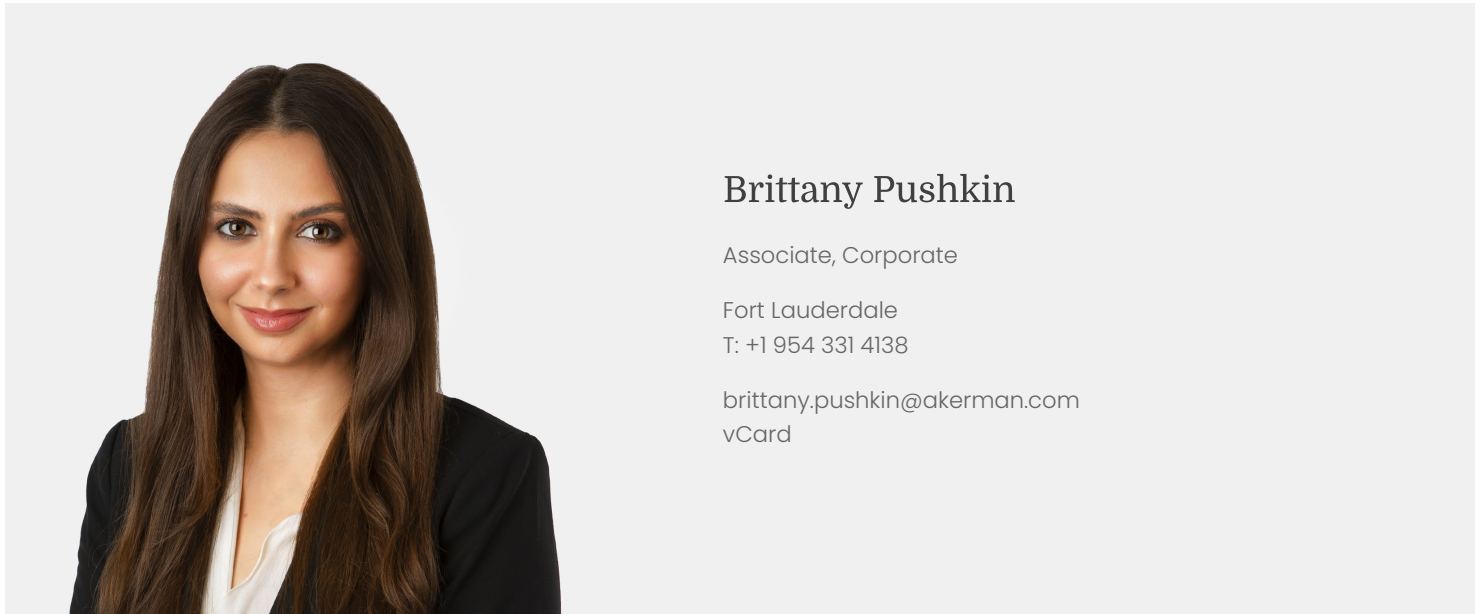 Brittany Pushkin
Associate, Corporate
Fort Lauderdale
T: +1 954 331 4138
brittany.pushkin@akerman.com
vCard